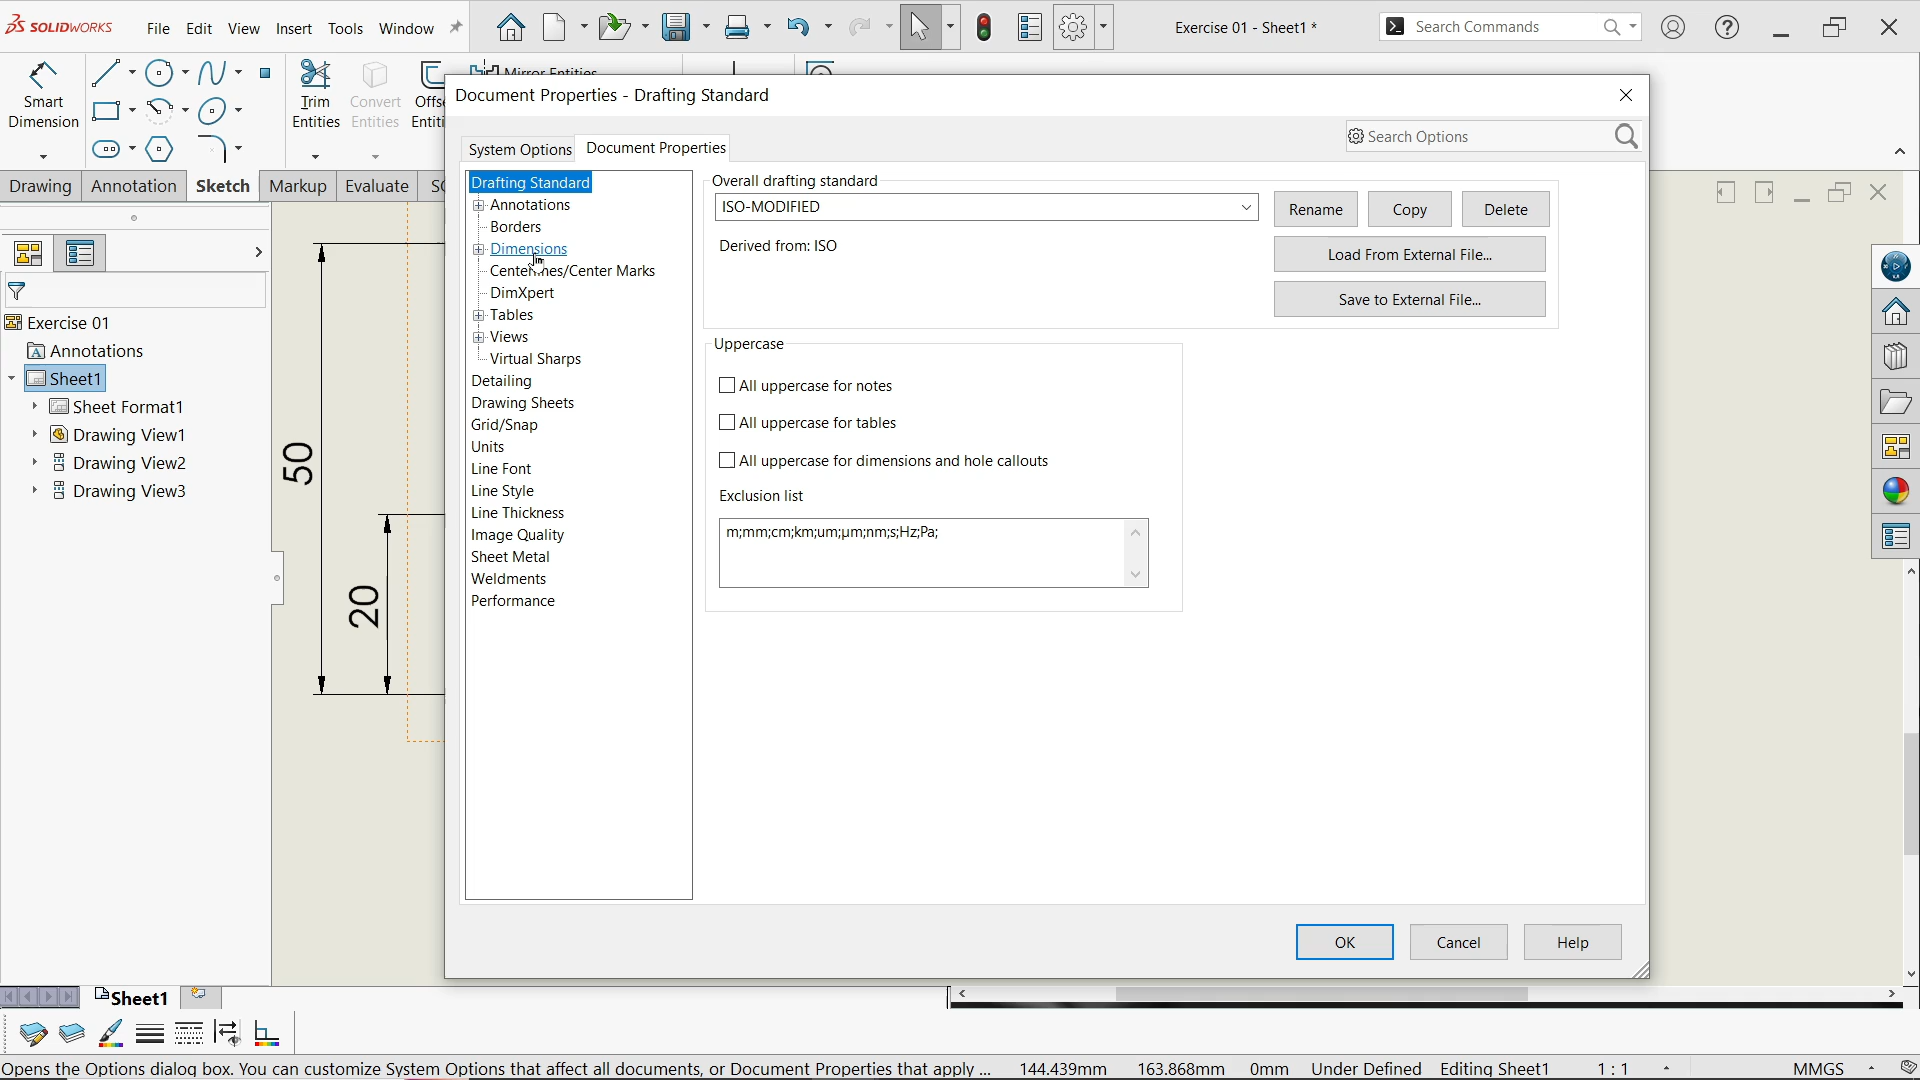 SOLIDWORKS
File Edit View Insert Tools Window
Exercise 01 - Sheet1 *
Search Commands
Smart Dimension
Trim Entities
Convert Entities
Mirror Entities
Document Properties - Drafting Standard
System Options Document Properties
Search Options
Drawing Annotation Sketch Markup Evaluate
Drafting Standard
Annotations
Borders
Dimensions
Centerlines/Center Marks
DimXpert
Tables
Views
Virtual Sharps
Detailing
Drawing Sheets
Grid/Snap
Units
Line Font
Line Style
Line Thickness
Image Quality
Sheet Metal
Weldments
Performance
Overall drafting standard
ISO-MODIFIED
Rename Copy Delete
Derived from: ISO
Load From External File...
Save to External File...
Uppercase
All uppercase for notes
All uppercase for tables
All uppercase for dimensions and hole callouts
Exclusion list
m;mm;cm;km;um;µm;nm;s;Hz;Pa;
OK Cancel Help
Exercise 01
Annotations
Sheet1
Sheet Format1
Drawing View1
Drawing View2
Drawing View3
50
20
Sheet1
Opens the Options dialog box. You can customize System Options that affect all documents, or Document Properties that apply ... 144.439mm 163.868mm 0mm Under Defined Editing Sheet1 1 : 1 MMGS